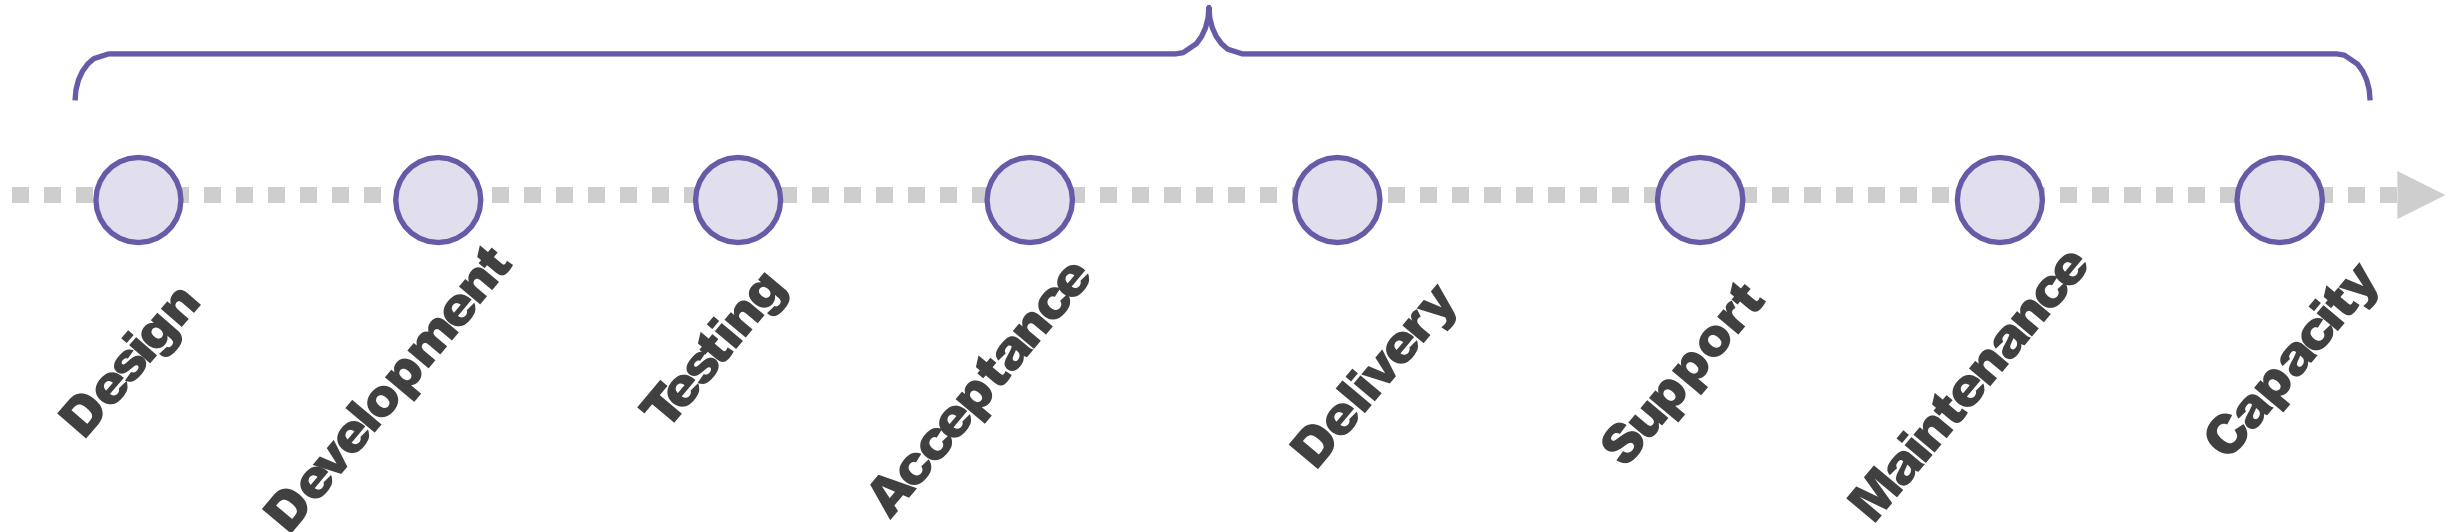 Design
Development
Testing
Acceptance
Delivery
Support
Maintenance
Capacity